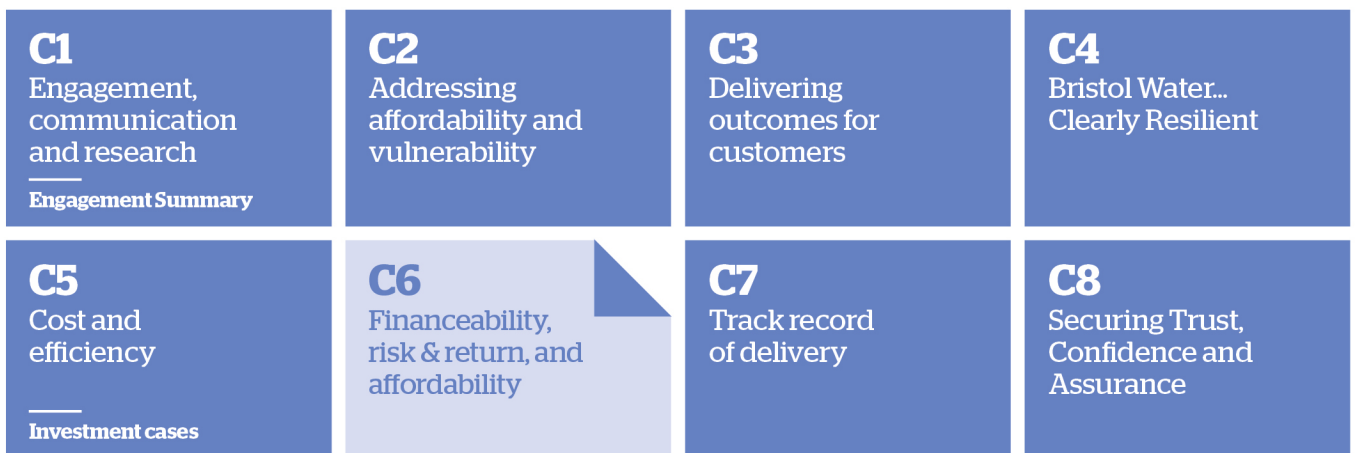 C1
Engagement,
communication
and research
Engagement Summary
C2
Addressing
affordability and
vulnerability
C3
Delivering
outcomes for
customers
C4
Bristol Water...
Clearly Resilient
C5
Cost and
efficiency
Investment cases
C6
Financeability,
risk & return, and
affordability
C7
Track record
of delivery
C8
Securing Trust,
Confidence and
Assurance